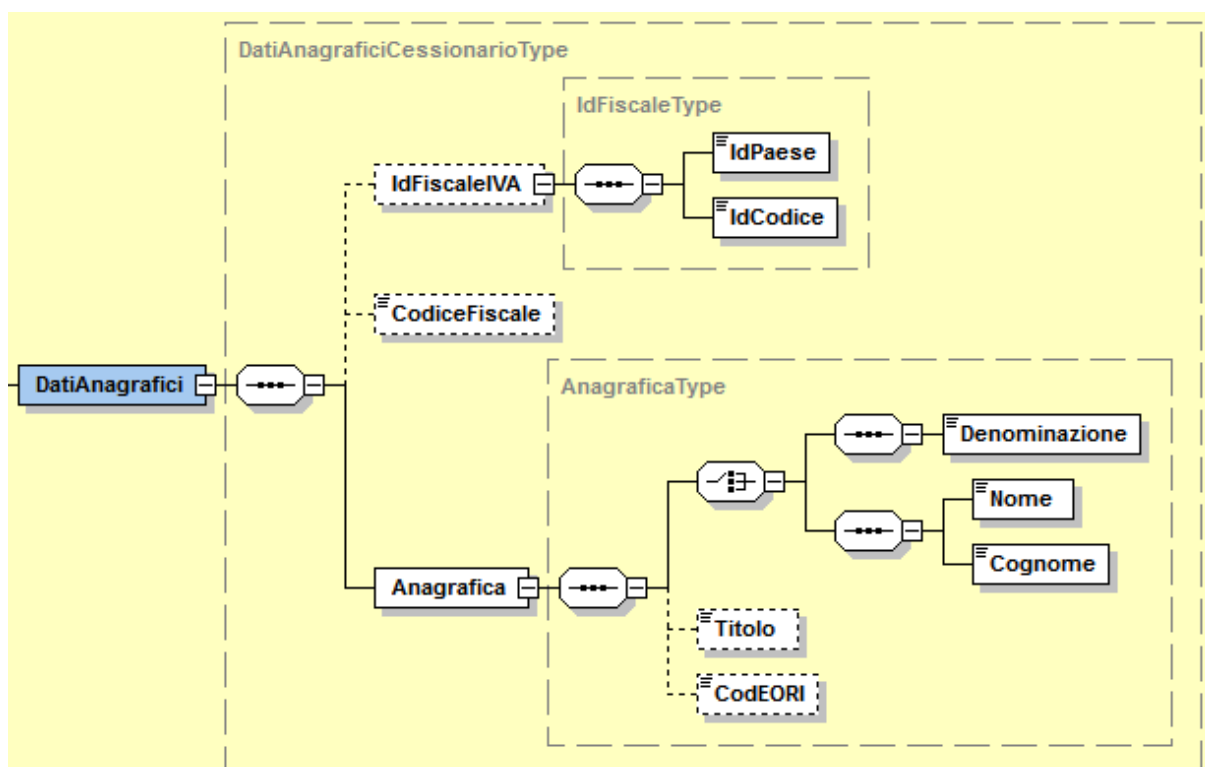 DatiAnagraficiCessionarioType
IdFiscaleType
IdPaese
IdFiscaleIVA
IdCodice
CodiceFiscale
DatiAnagrafici
AnagraficaType
Denominazione
Nome
Cognome
Anagrafica
Titolo
CodEORI